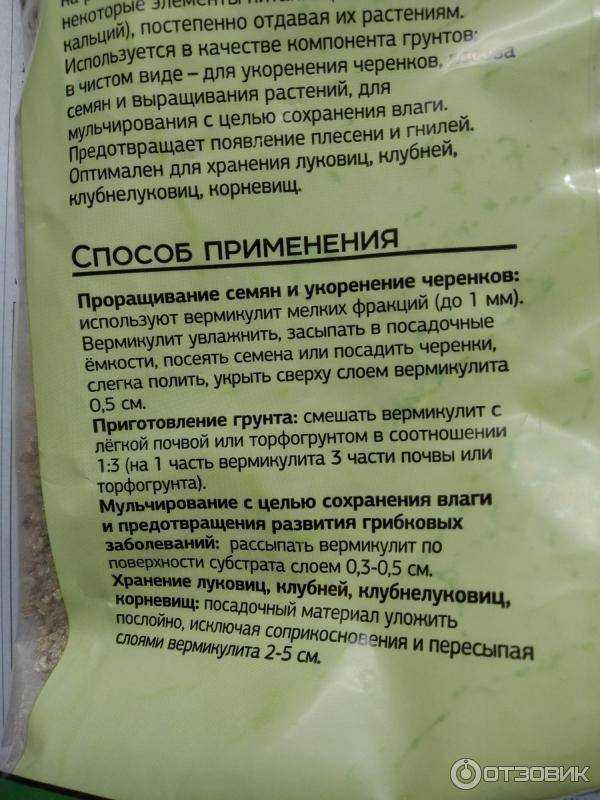 некоторые элементы
кальций), постепенно отдавая их растениям.
Используется в качестве компонента грунтов;
в чистом виде – для укоренения черенков,
семян и выращивания растений, для
мульчирования с целью сохранения влаги.
Предотвращает появление плесени и гнилей.
Оптимален для хранения луковиц, клубней,
клубнелуковиц, корневищ.
СПОСОБ ПРИМЕНЕНИЯ
Проращивание семян и укоренение черенков:
используют вермикулит мелких фракций (до 1 мм).
Вермикулит увлажнить, засыпать в посадочные
ёмкости, посеять семена или посадить черенки,
слегка полить, укрыть сверху слоем вермикулита
0,5 см.
Приготовление грунта: смешать вермикулит с
лёгкой почвой или торфогрунтом в соотношении
1:3 (на 1 часть вермикулита 3 части почвы или
торфогрунта).
Мульчирование с целью сохранения влаги
и предотвращения развития грибковых
заболеваний: рассыпать вермикулит по
поверхности субстрата слоем 0,3-0,5 см.
Хранение луковиц, клубней, клубнелуковиц,
корневищ: посадочный материал уложить
послойно, исключая соприкосновения и пересыпая
слоями вермикулита 2-5 см.
ОТЗОВИК